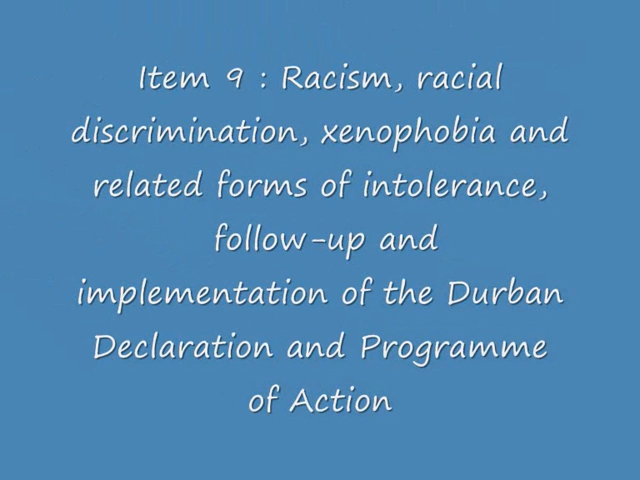 Item 9 : Racism, racial
discrimination, xenophobia and
related forms of intolerance,
follow-up and
implementation of the Durban
Declaration and Programme
of Action